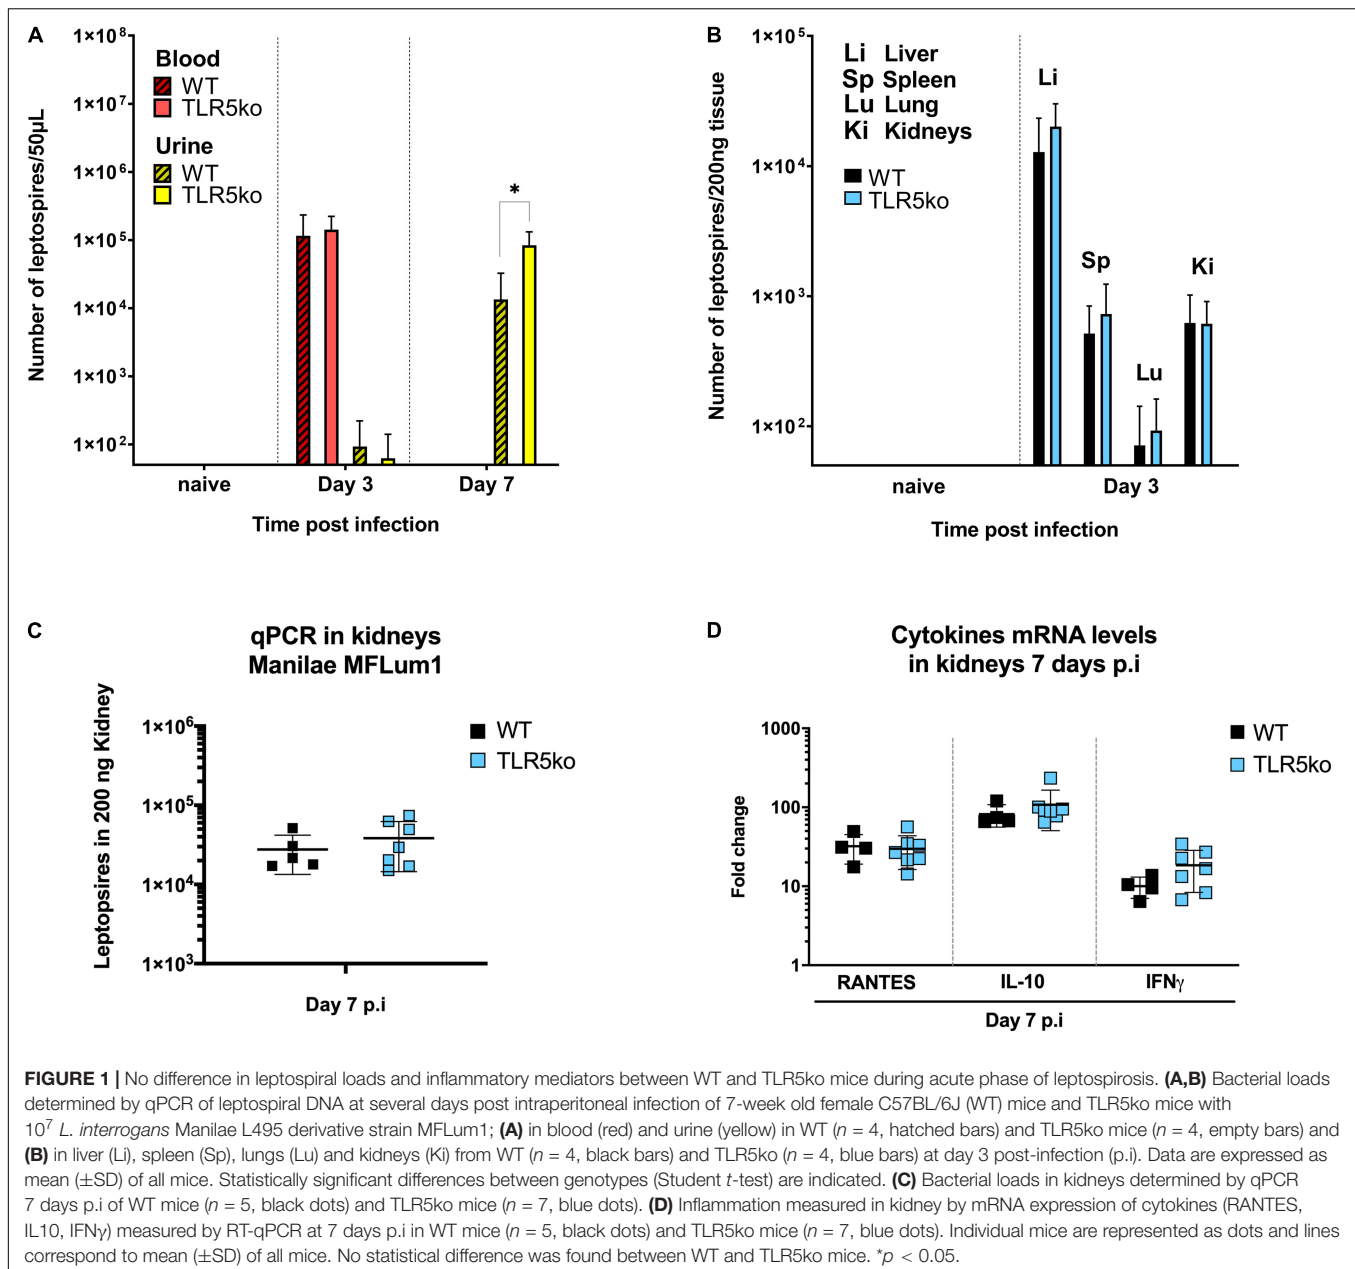 A
1×10⁸
1×10⁷
1×10⁶
1×10⁵
1×10⁴
1×10³
1×10²
Number of leptospires/50µL
Blood
WT
TLR5ko
Urine
WT
TLR5ko
*
naive
Day 3
Day 7
Time post infection
B
1×10⁵
1×10⁴
1×10³
1×10²
Number of leptospires/200ng tissue
Li Liver
Sp Spleen
Lu Lung
Ki Kidneys
WT
TLR5ko
Li
Sp
Lu
Ki
naive
Day 3
Time post infection
C
qPCR in kidneys
Manilae MFLum1
Leptopsires in 200 ng Kidney
1×10⁶
1×10⁵
1×10⁴
1×10³
WT
TLR5ko
Day 7 p.i
D
Cytokines mRNA levels
in kidneys 7 days p.i
Fold change
1000
100
10
1
WT
TLR5ko
RANTES
IL-10
IFNγ
Day 7 p.i
FIGURE 1 | No difference in leptospiral loads and inflammatory mediators between WT and TLR5ko mice during acute phase of leptospirosis. (A,B) Bacterial loads
determined by qPCR of leptospiral DNA at several days post intraperitoneal infection of 7-week old female C57BL/6J (WT) mice and TLR5ko mice with
10⁷ L. interrogans Manilae L495 derivative strain MFLum1; (A) in blood (red) and urine (yellow) in WT (n = 4, hatched bars) and TLR5ko mice (n = 4, empty bars) and
(B) in liver (Li), spleen (Sp), lungs (Lu) and kidneys (Ki) from WT (n = 4, black bars) and TLR5ko (n = 4, blue bars) at day 3 post-infection (p.i). Data are expressed as
mean (±SD) of all mice. Statistically significant differences between genotypes (Student t-test) are indicated. (C) Bacterial loads in kidneys determined by qPCR
7 days p.i of WT mice (n = 5, black dots) and TLR5ko mice (n = 7, blue dots). (D) Inflammation measured in kidney by mRNA expression of cytokines (RANTES,
IL10, IFNγ) measured by RT-qPCR at 7 days p.i in WT mice (n = 5, black dots) and TLR5ko mice (n = 7, blue dots). Individual mice are represented as dots and lines
correspond to mean (±SD) of all mice. No statistical difference was found between WT and TLR5ko mice. *p < 0.05.